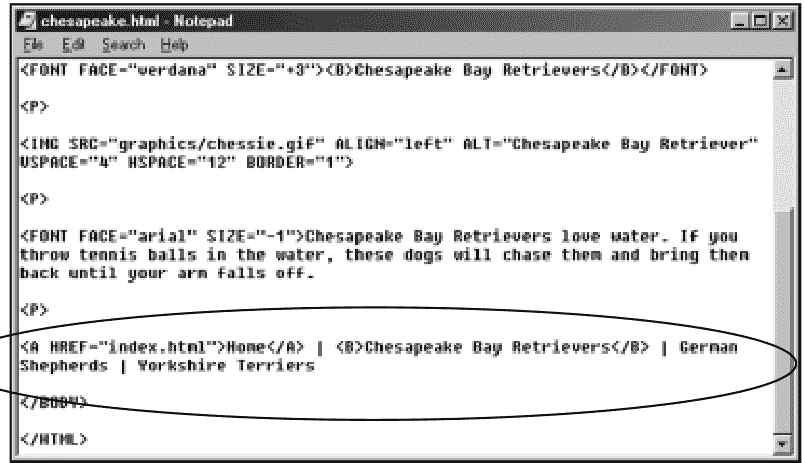 chesapeake.html - Notepad
File Edit Search Help
<FONT FACE="verdana" SIZE="+3"><B>Chesapeake Bay Retrievers</B></FONT>
<P>
<IMG SRC="graphics/chessie.gif" ALIGN="left" ALT="Chesapeake Bay Retriever"
VSPACE="4" HSPACE="12" BORDER="1">
<P>
<FONT FACE="arial" SIZE="-1">Chesapeake Bay Retrievers love water. If you
throw tennis balls in the water, these dogs will chase them and bring them
back until your arm falls off.
<P>
<A HREF="index.html">Home</A> | <B>Chesapeake Bay Retrievers</B> | German
Shepherds | Yorkshire Terriers
</BODY>
</HTML>